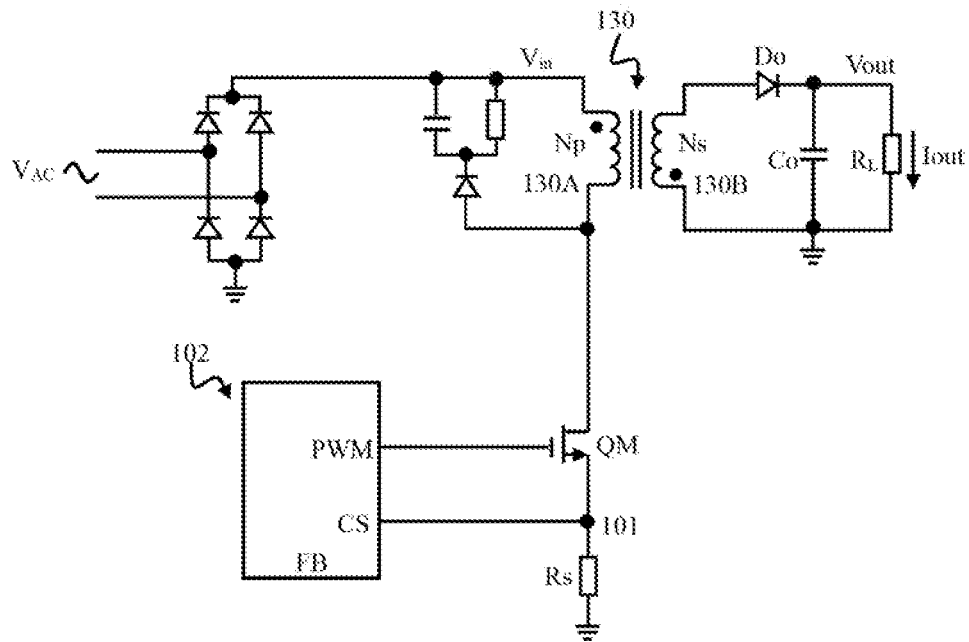 130
Vin
Do
Vout
VAC
Np
Ns
Co
RL
Iout
130A
130B
102
PWM
QM
CS
101
FB
Rs